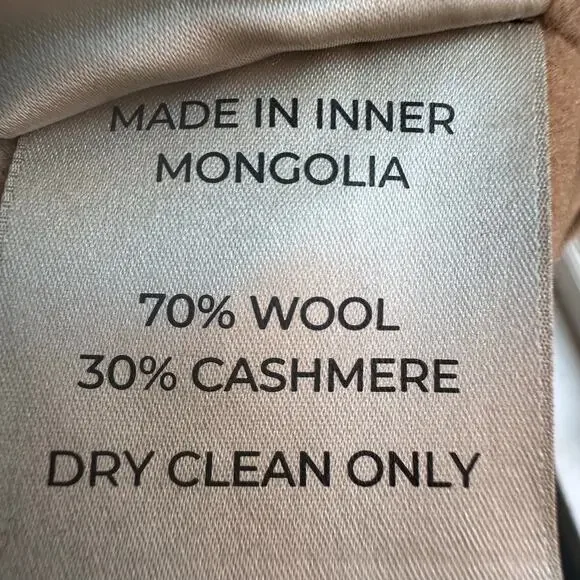 MADE IN INNER
MONGOLIA
70% WOOL
30% CASHMERE
DRY CLEAN ONLY